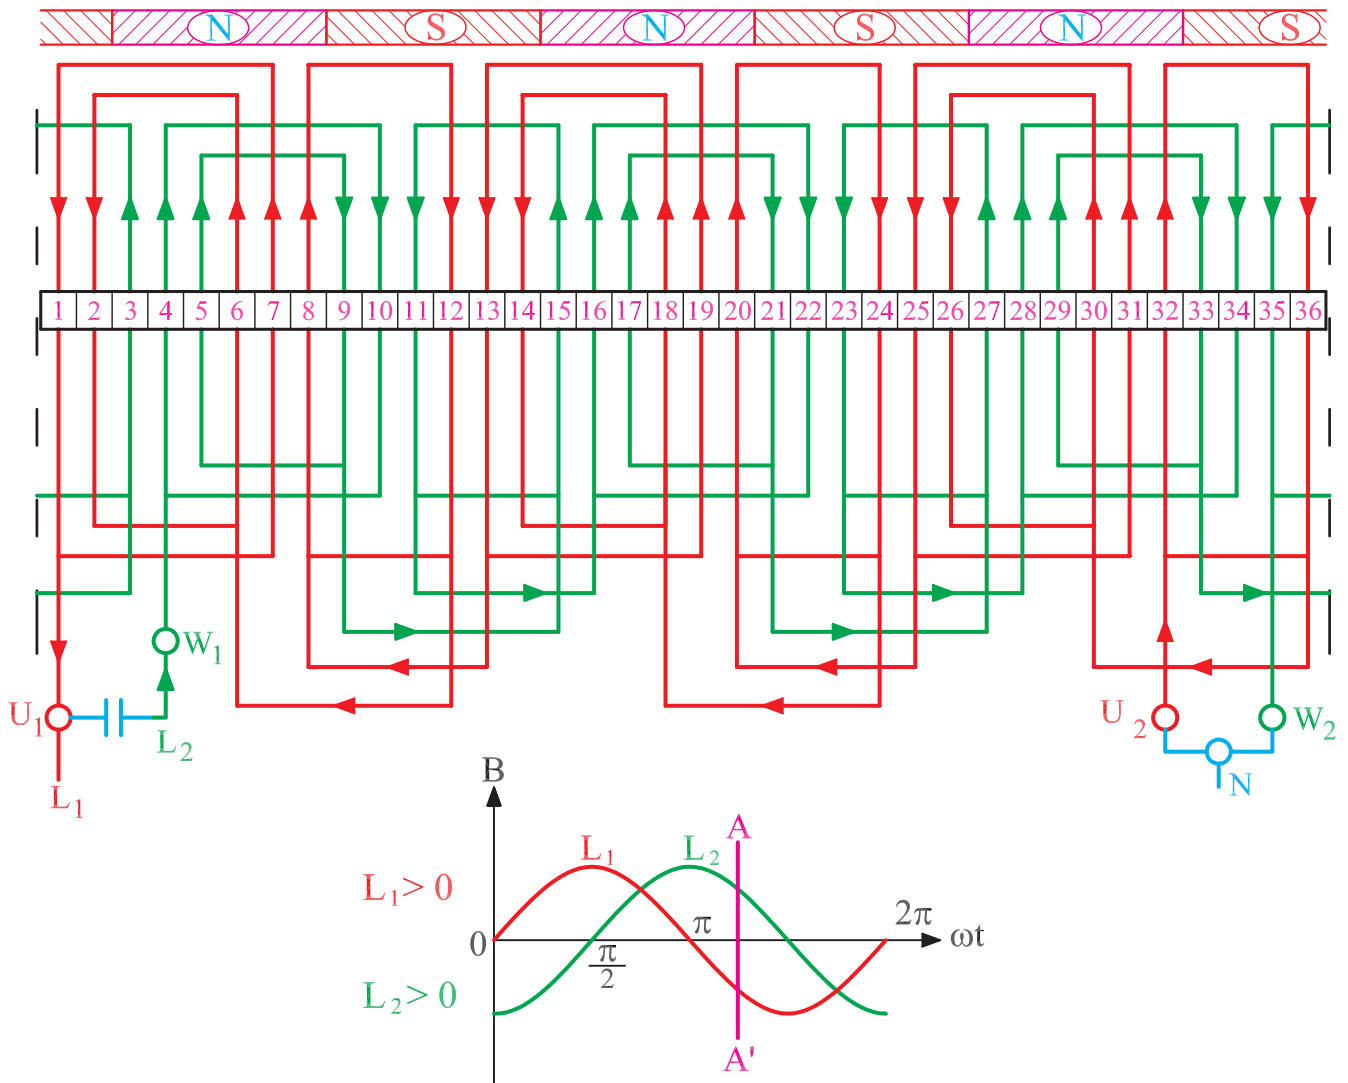 N S N S N S
1 2 3 4 5 6 7 8 9 10 11 12 13 14 15 16 17 18 19 20 21 22 23 24 25 26 27 28 29 30 31 32 33 34 35 36
W1
U1
L2
L1
U2
W2
N
B
A
L1
L2
L1> 0
2π
π
0
ωt
π/2
L2> 0
A'